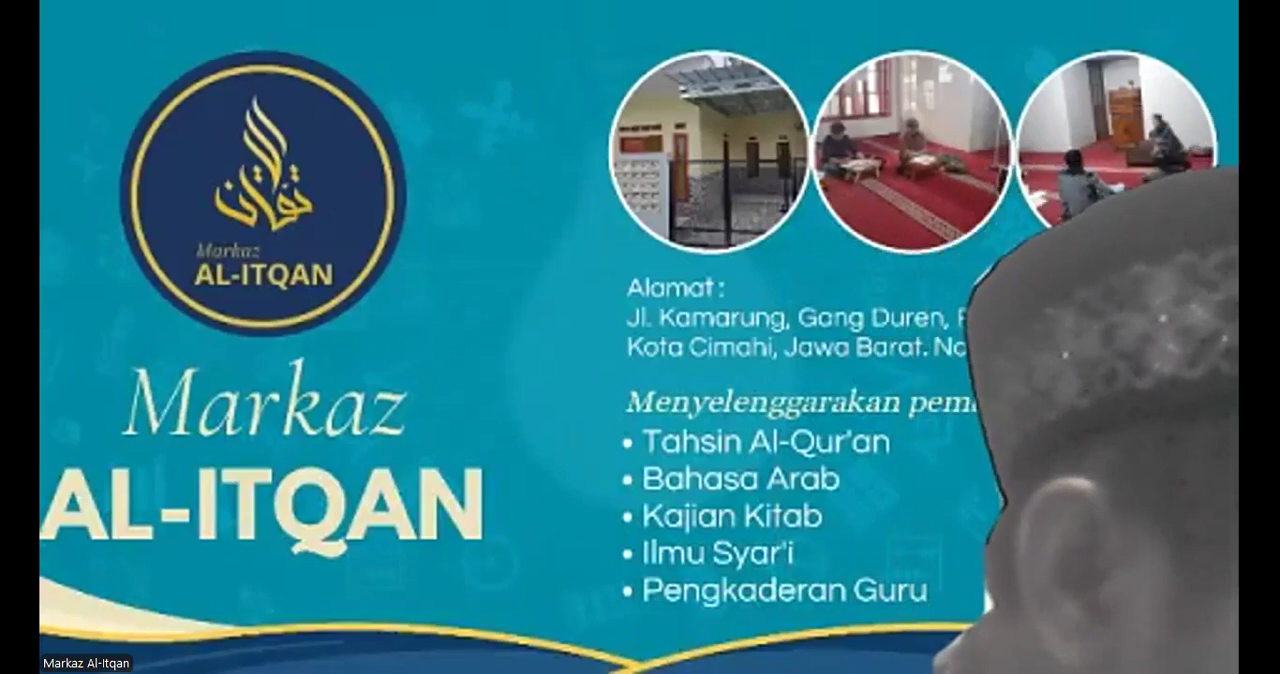 تقان
Markaz
AL-ITQAN
Markaz
AL-ITQAN
Alamat :
Jl. Kamarung, Gang Duren,
Kota Cimahi, Jawa Barat.
Menyelenggarakan
• Tahsin Al-Qur'an
• Bahasa Arab
• Kajian Kitab
• Ilmu Syar'i
• Pengkaderan Guru
Markaz Al-Itqan